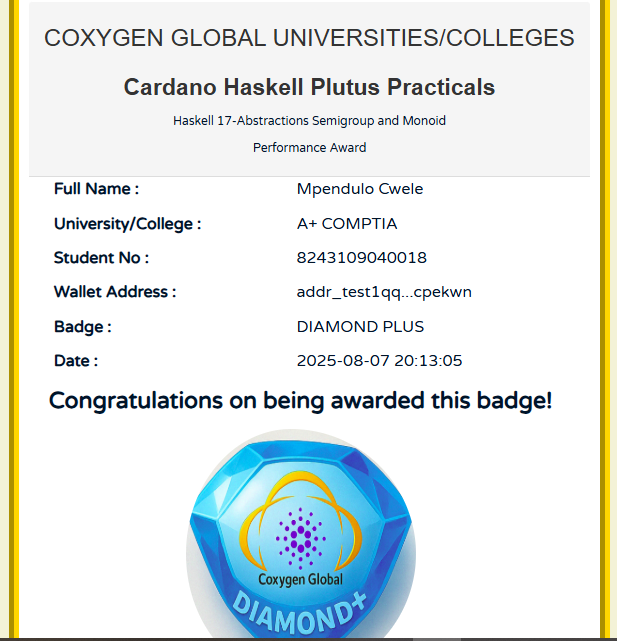 COXYGEN GLOBAL UNIVERSITIES/COLLEGES
Cardano Haskell Plutus Practicals
Haskell 17-Abstractions Semigroup and Monoid
Performance Award
Full Name : Mpendulo Cwele
University/College : A+ COMPTIA
Student No : 8243109040018
Wallet Address : addr_test1qq...cpekwn
Badge : DIAMOND PLUS
Date : 2025-08-07 20:13:05
Congratulations on being awarded this badge!
Coxygen Global
DIAMOND+